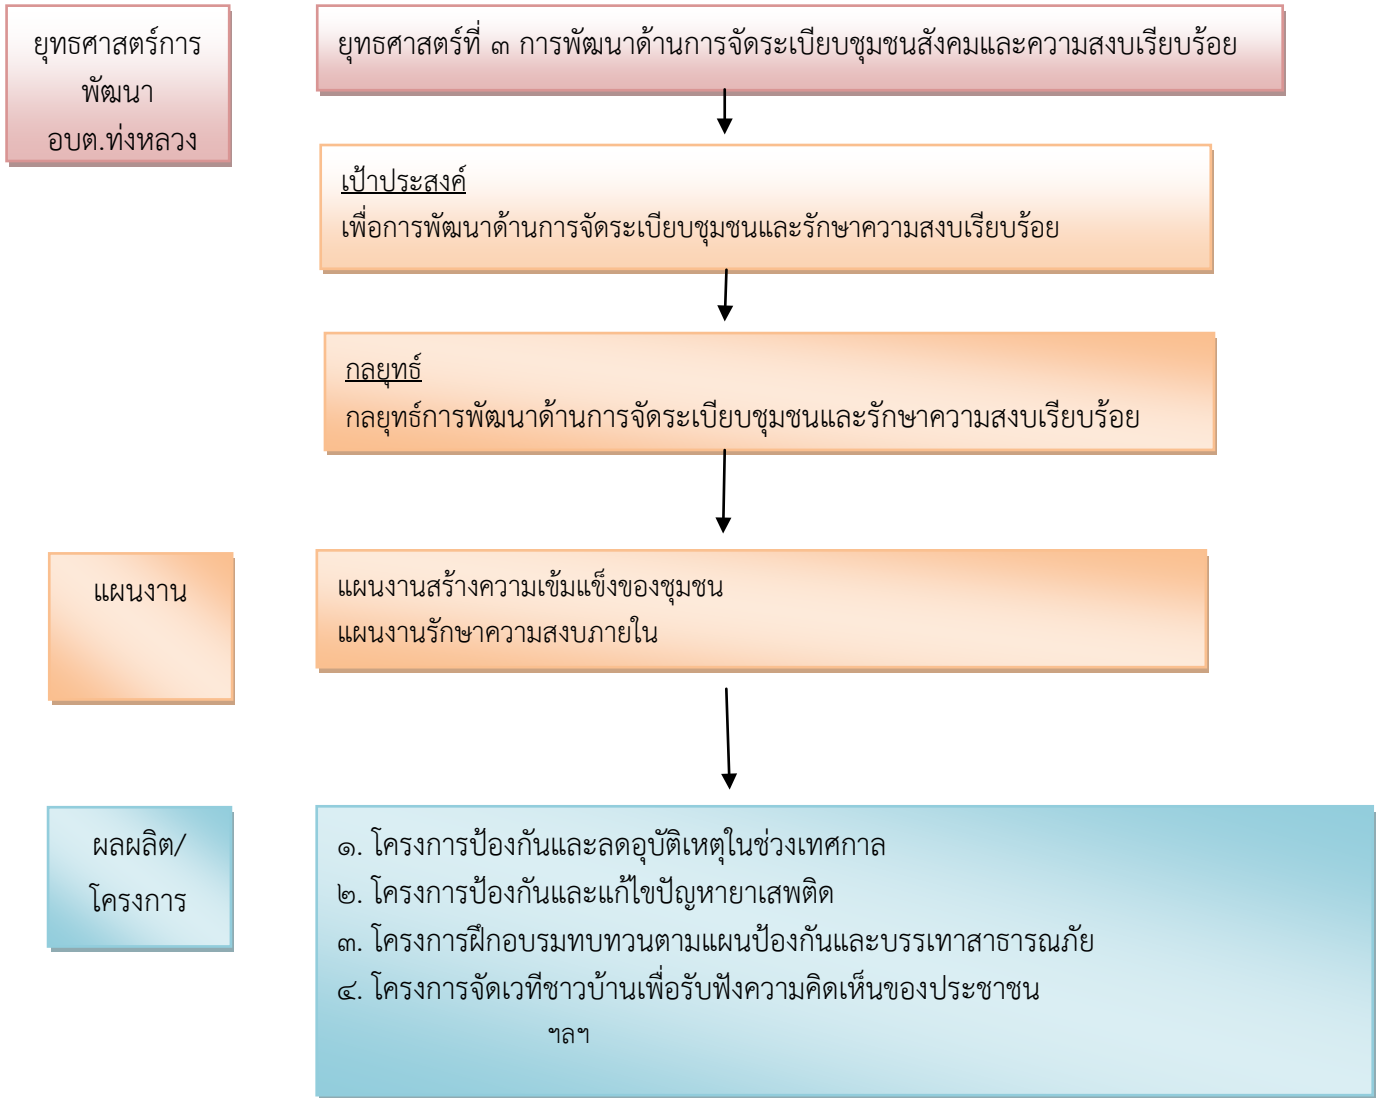 ยุทธศาสตร์การ
พัฒนา
อบต.ท่งหลวง
ยุทธศาสตร์ที่ ๓ การพัฒนาด้านการจัดระเบียบชุมชนสังคมและความสงบเรียบร้อย
เป้าประสงค์
เพื่อการพัฒนาด้านการจัดระเบียบชุมชนและรักษาความสงบเรียบร้อย
กลยุทธ์
กลยุทธ์การพัฒนาด้านการจัดระเบียบชุมชนและรักษาความสงบเรียบร้อย
แผนงาน
แผนงานสร้างความเข้มแข็งของชุมชน
แผนงานรักษาความสงบภายใน
ผลผลิต/
โครงการ
๑. โครงการป้องกันและลดอุบัติเหตุในช่วงเทศกาล
๒. โครงการป้องกันและแก้ไขปัญหายาเสพติด
๓. โครงการฝึกอบรมทบทวนตามแผนป้องกันและบรรเทาสาธารณภัย
๔. โครงการจัดเวทีชาวบ้านเพื่อรับฟังความคิดเห็นของประชาชน
ฯลฯ